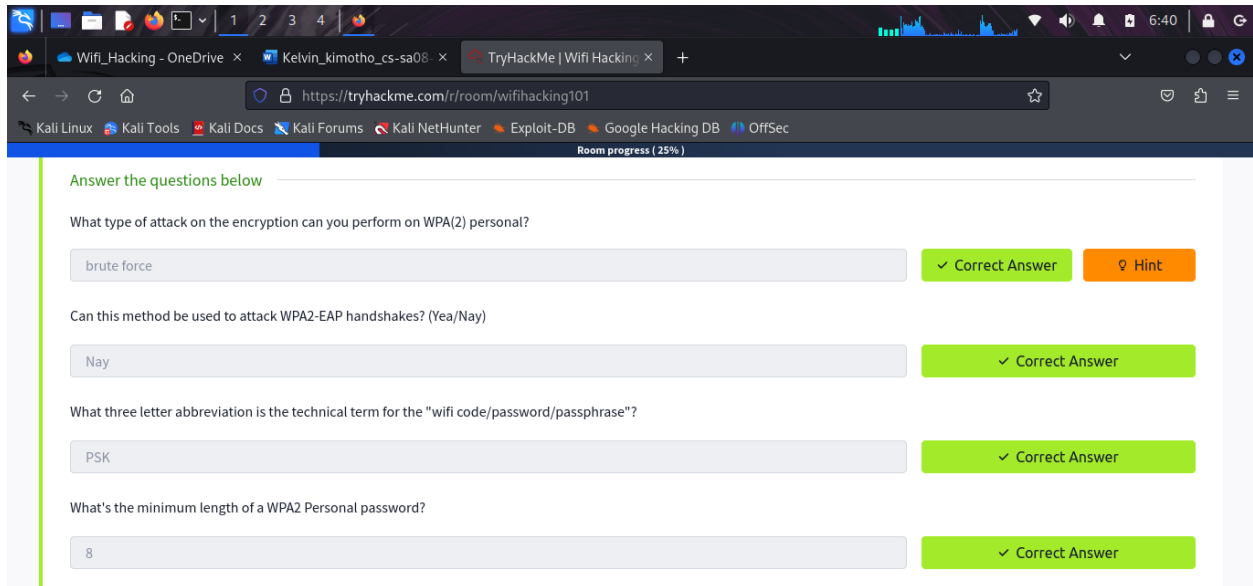 1 2 3 4 6:40
Wifi_Hacking - OneDrive × Kelvin_kimotho_cs-sa08- × TryHackMe | Wifi Hacking × +
https://tryhackme.com/r/room/wifihacking101
Kali Linux Kali Tools Kali Docs Kali Forums Kali NetHunter Exploit-DB Google Hacking DB OffSec
Room progress ( 25% )
Answer the questions below
What type of attack on the encryption can you perform on WPA(2) personal?
brute force ✓ Correct Answer Hint
Can this method be used to attack WPA2-EAP handshakes? (Yea/Nay)
Nay ✓ Correct Answer
What three letter abbreviation is the technical term for the "wifi code/password/passphrase"?
PSK ✓ Correct Answer
What's the minimum length of a WPA2 Personal password?
8 ✓ Correct Answer